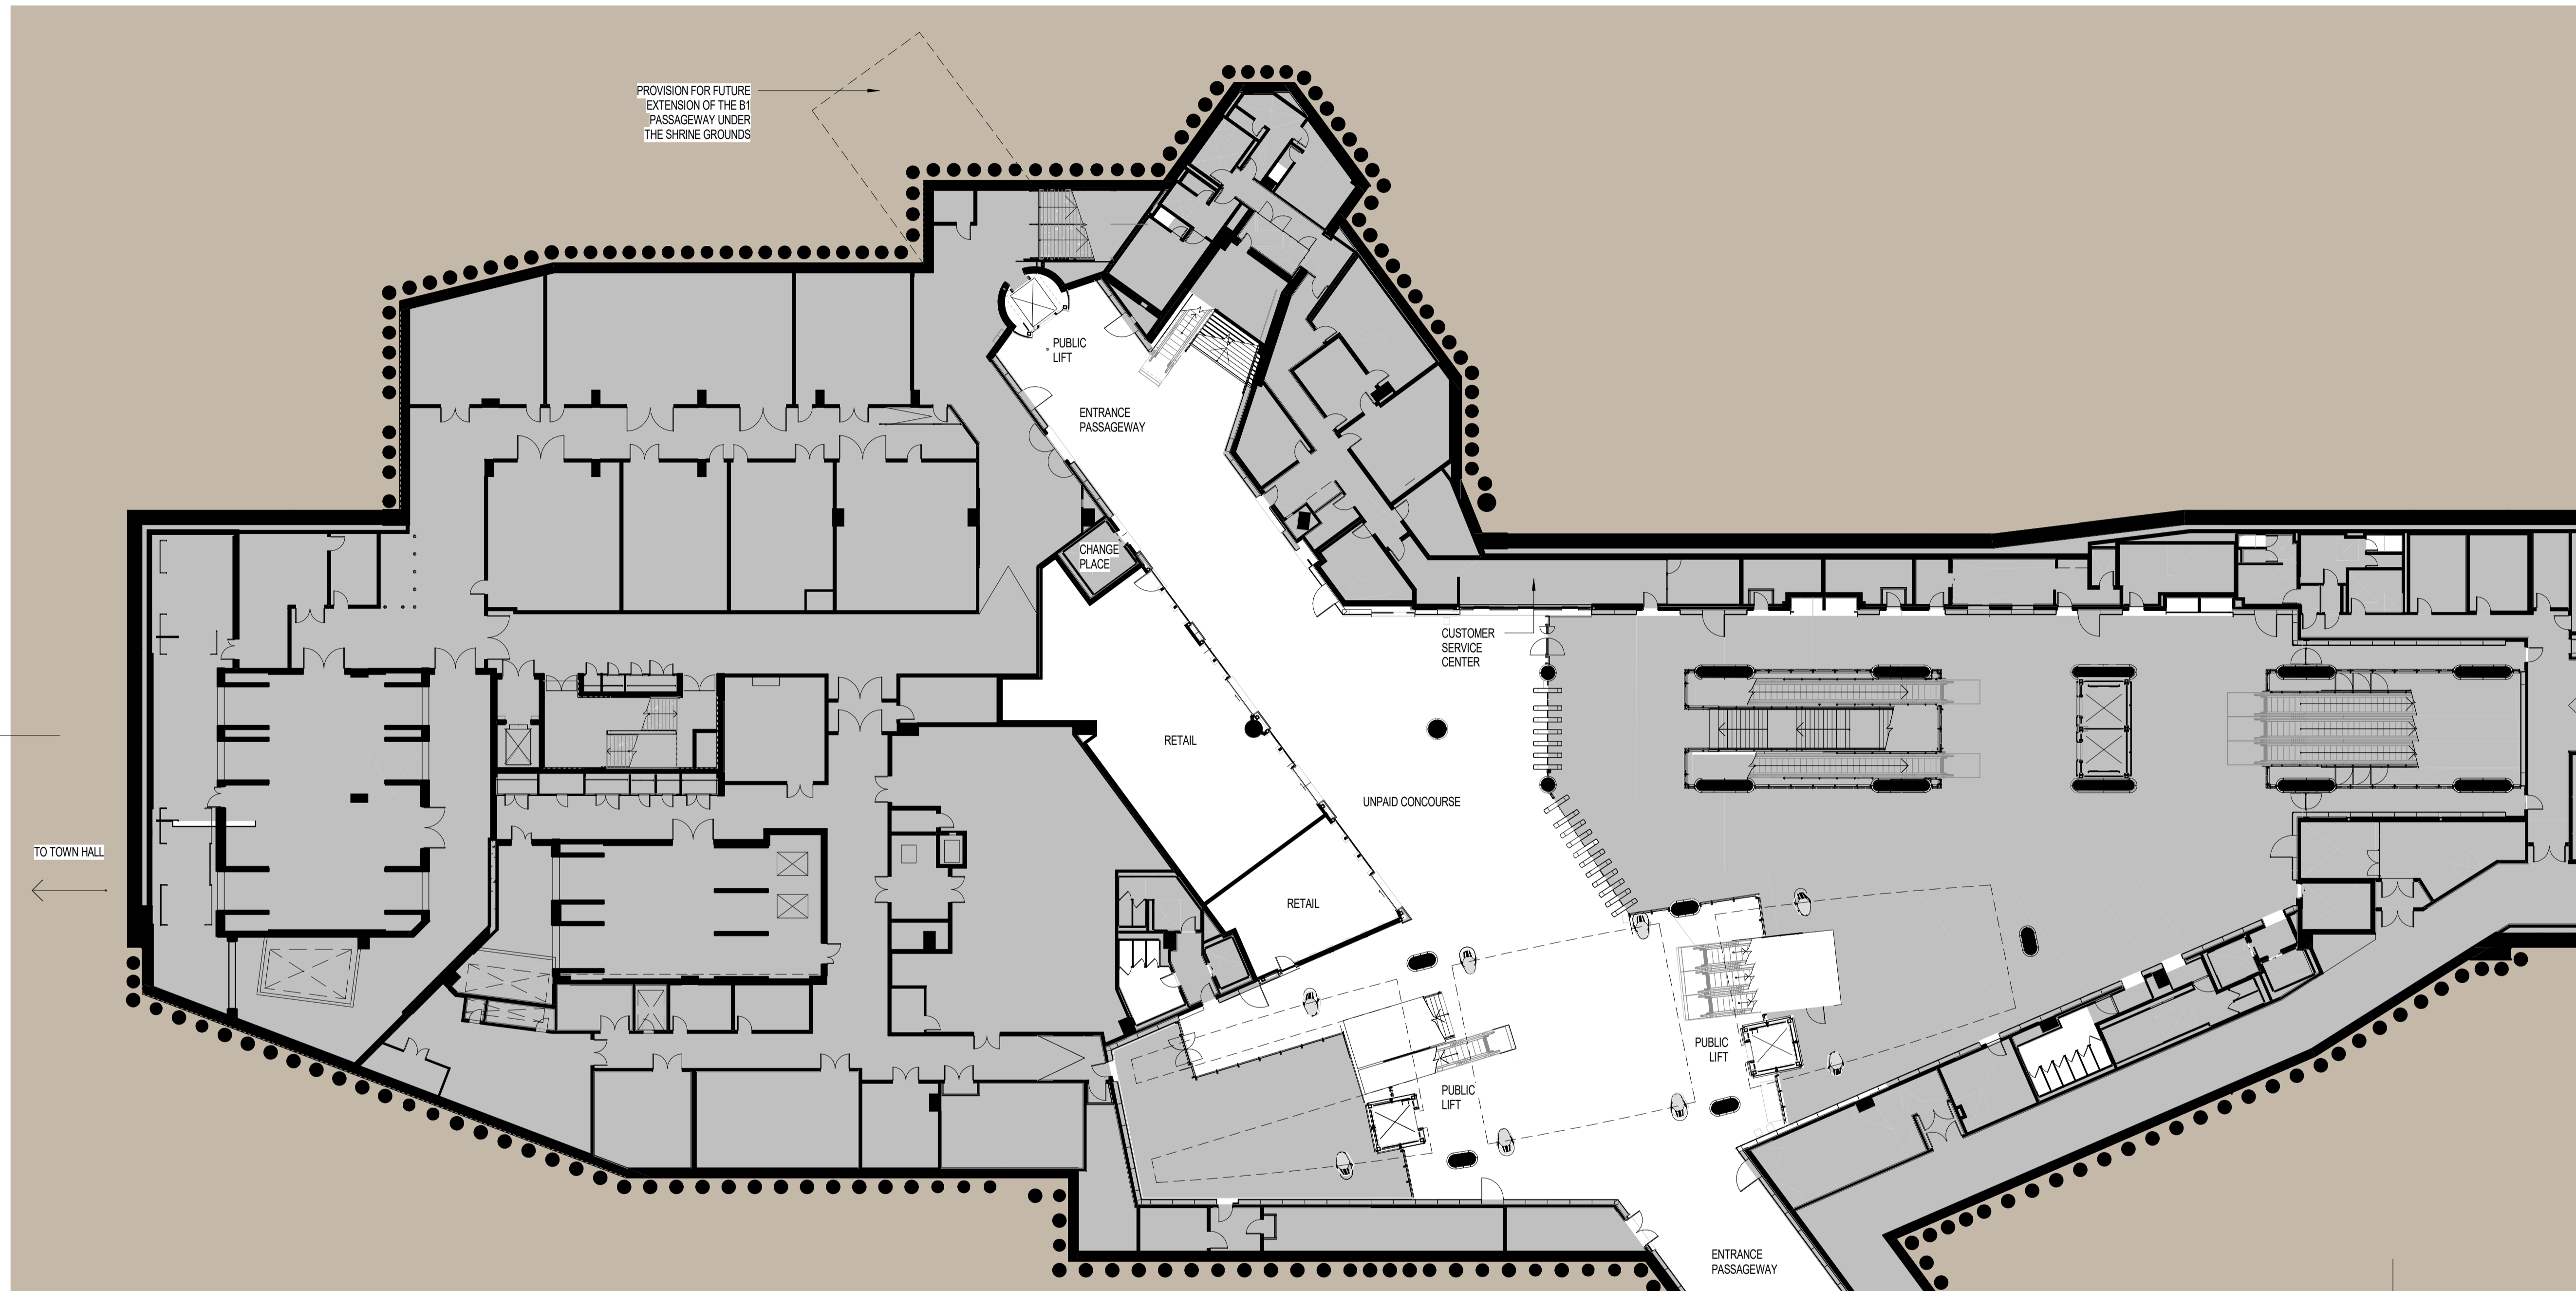 PROVISION FOR FUTURE
EXTENSION OF THE B1
PASSAGEWAY UNDER
THE SHRINE GROUNDS
PUBLIC
LIFT
ENTRANCE
PASSAGEWAY
CHANGE
PLACE
CUSTOMER
SERVICE
CENTER
RETAIL
UNPAID CONCOURSE
TO TOWN HALL
RETAIL
PUBLIC
LIFT
PUBLIC
LIFT
ENTRANCE
PASSAGEWAY